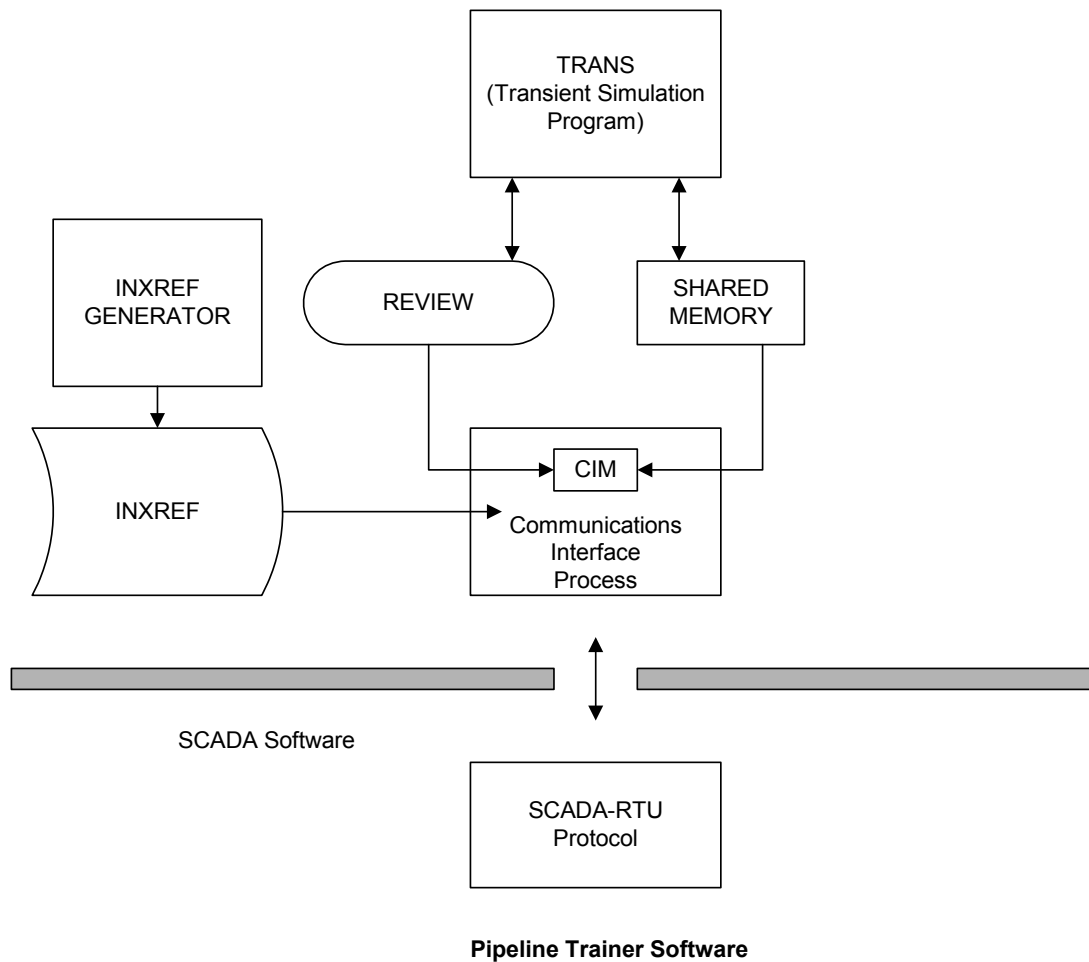 TRANS
(Transient Simulation
Program)
INXREF
GENERATOR
REVIEW
SHARED
MEMORY
INXREF
CIM
Communications
Interface
Process
SCADA Software
SCADA-RTU
Protocol
Pipeline Trainer Software